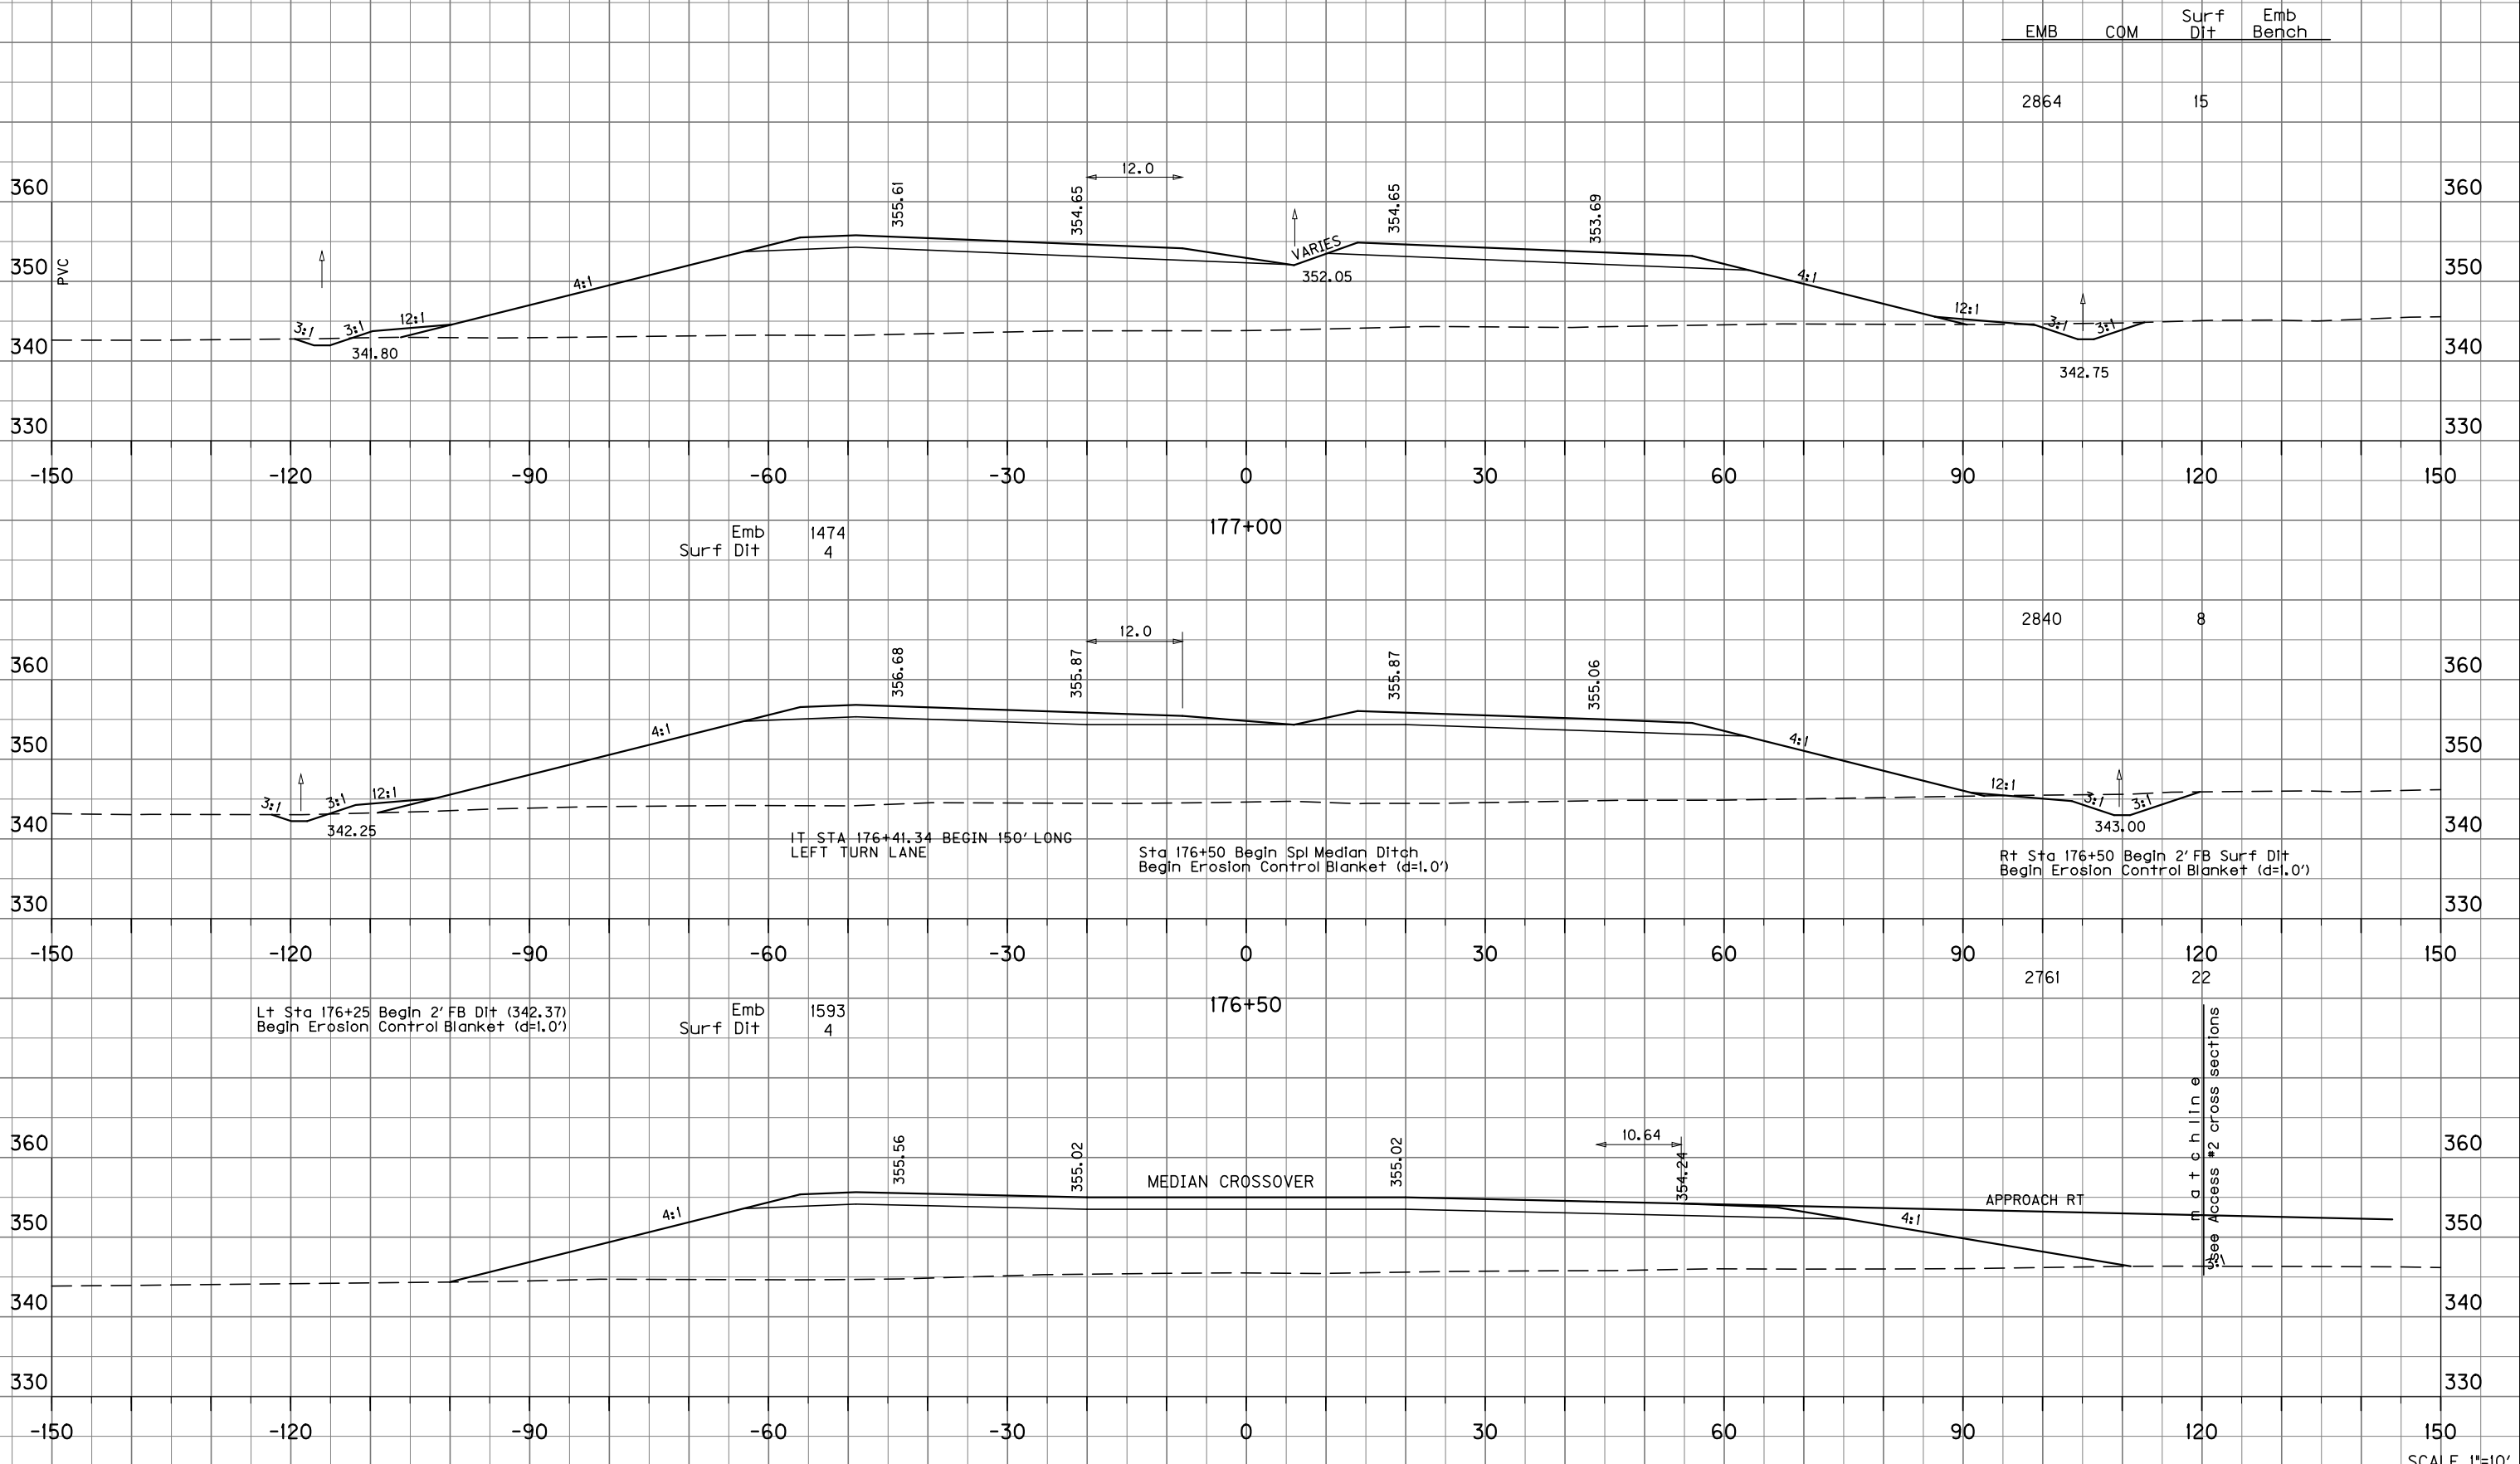 EMB COM Surf Dit Emb Bench
2864 15
12.0
355.61 354.65 354.65 353.69
360 360
PVC
VARIES
350 352.05 350
4:1 4:1
3:1 3:1 12:1 12:1 3:1 3:1
340 341.80 340
342.75
330 330
-150 -120 -90 -60 -30 0 30 60 90 120 150
177+00
Emb 1474
Surf Dit 4
2840 8
12.0
356.68 355.87 355.87 355.06
360 360
350 4:1 4:1 350
3:1 3:1 12:1 12:1 3:1 3:1
340 342.25 343.00 340
IT STA 176+41.34 BEGIN 150' LONG
LEFT TURN LANE
Sta 176+50 Begin Spl Median Ditch
Begin Erosion Control Blanket (d=1.0')
Rt Sta 176+50 Begin 2' FB Surf Dit
Begin Erosion Control Blanket (d=1.0')
330 330
-150 -120 -90 -60 -30 0 30 60 90 120 150
2761 22
176+50
Lt Sta 176+25 Begin 2' FB Dit (342.37)
Begin Erosion Control Blanket (d=1.0')
Emb 1593
Surf Dit 4
matchline
see Access #2 cross sections
10.64
355.56 355.02 355.02 354.24
360 360
MEDIAN CROSSOVER
APPROACH RT
350 4:1 4:1 350
3:1
340 340
330 330
-150 -120 -90 -60 -30 0 30 60 90 120 150
SCALE 1"=10'